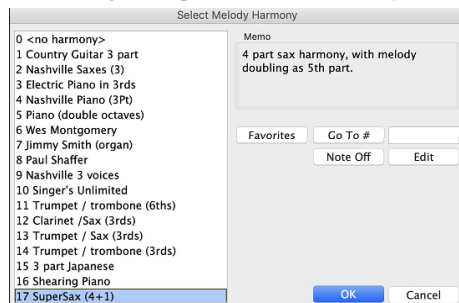 Select Melody Harmony
0 <no harmony>
1 Country Guitar 3 part
2 Nashville Saxes (3)
3 Electric Piano in 3rds
4 Nashville Piano (3Pt)
5 Piano (double octaves)
6 Wes Montgomery
7 Jimmy Smith (organ)
8 Paul Shaffer
9 Nashville 3 voices
10 Singer's Unlimited
11 Trumpet / trombone (6ths)
12 Clarinet /Sax (3rds)
13 Trumpet / Sax (3rds)
14 Trumpet / trombone (3rds)
15 3 part Japanese
16 Shearing Piano
17 SuperSax (4+1)
Memo
4 part sax harmony, with melody
doubling as 5th part.
Favorites Go To #
Note Off Edit
OK Cancel